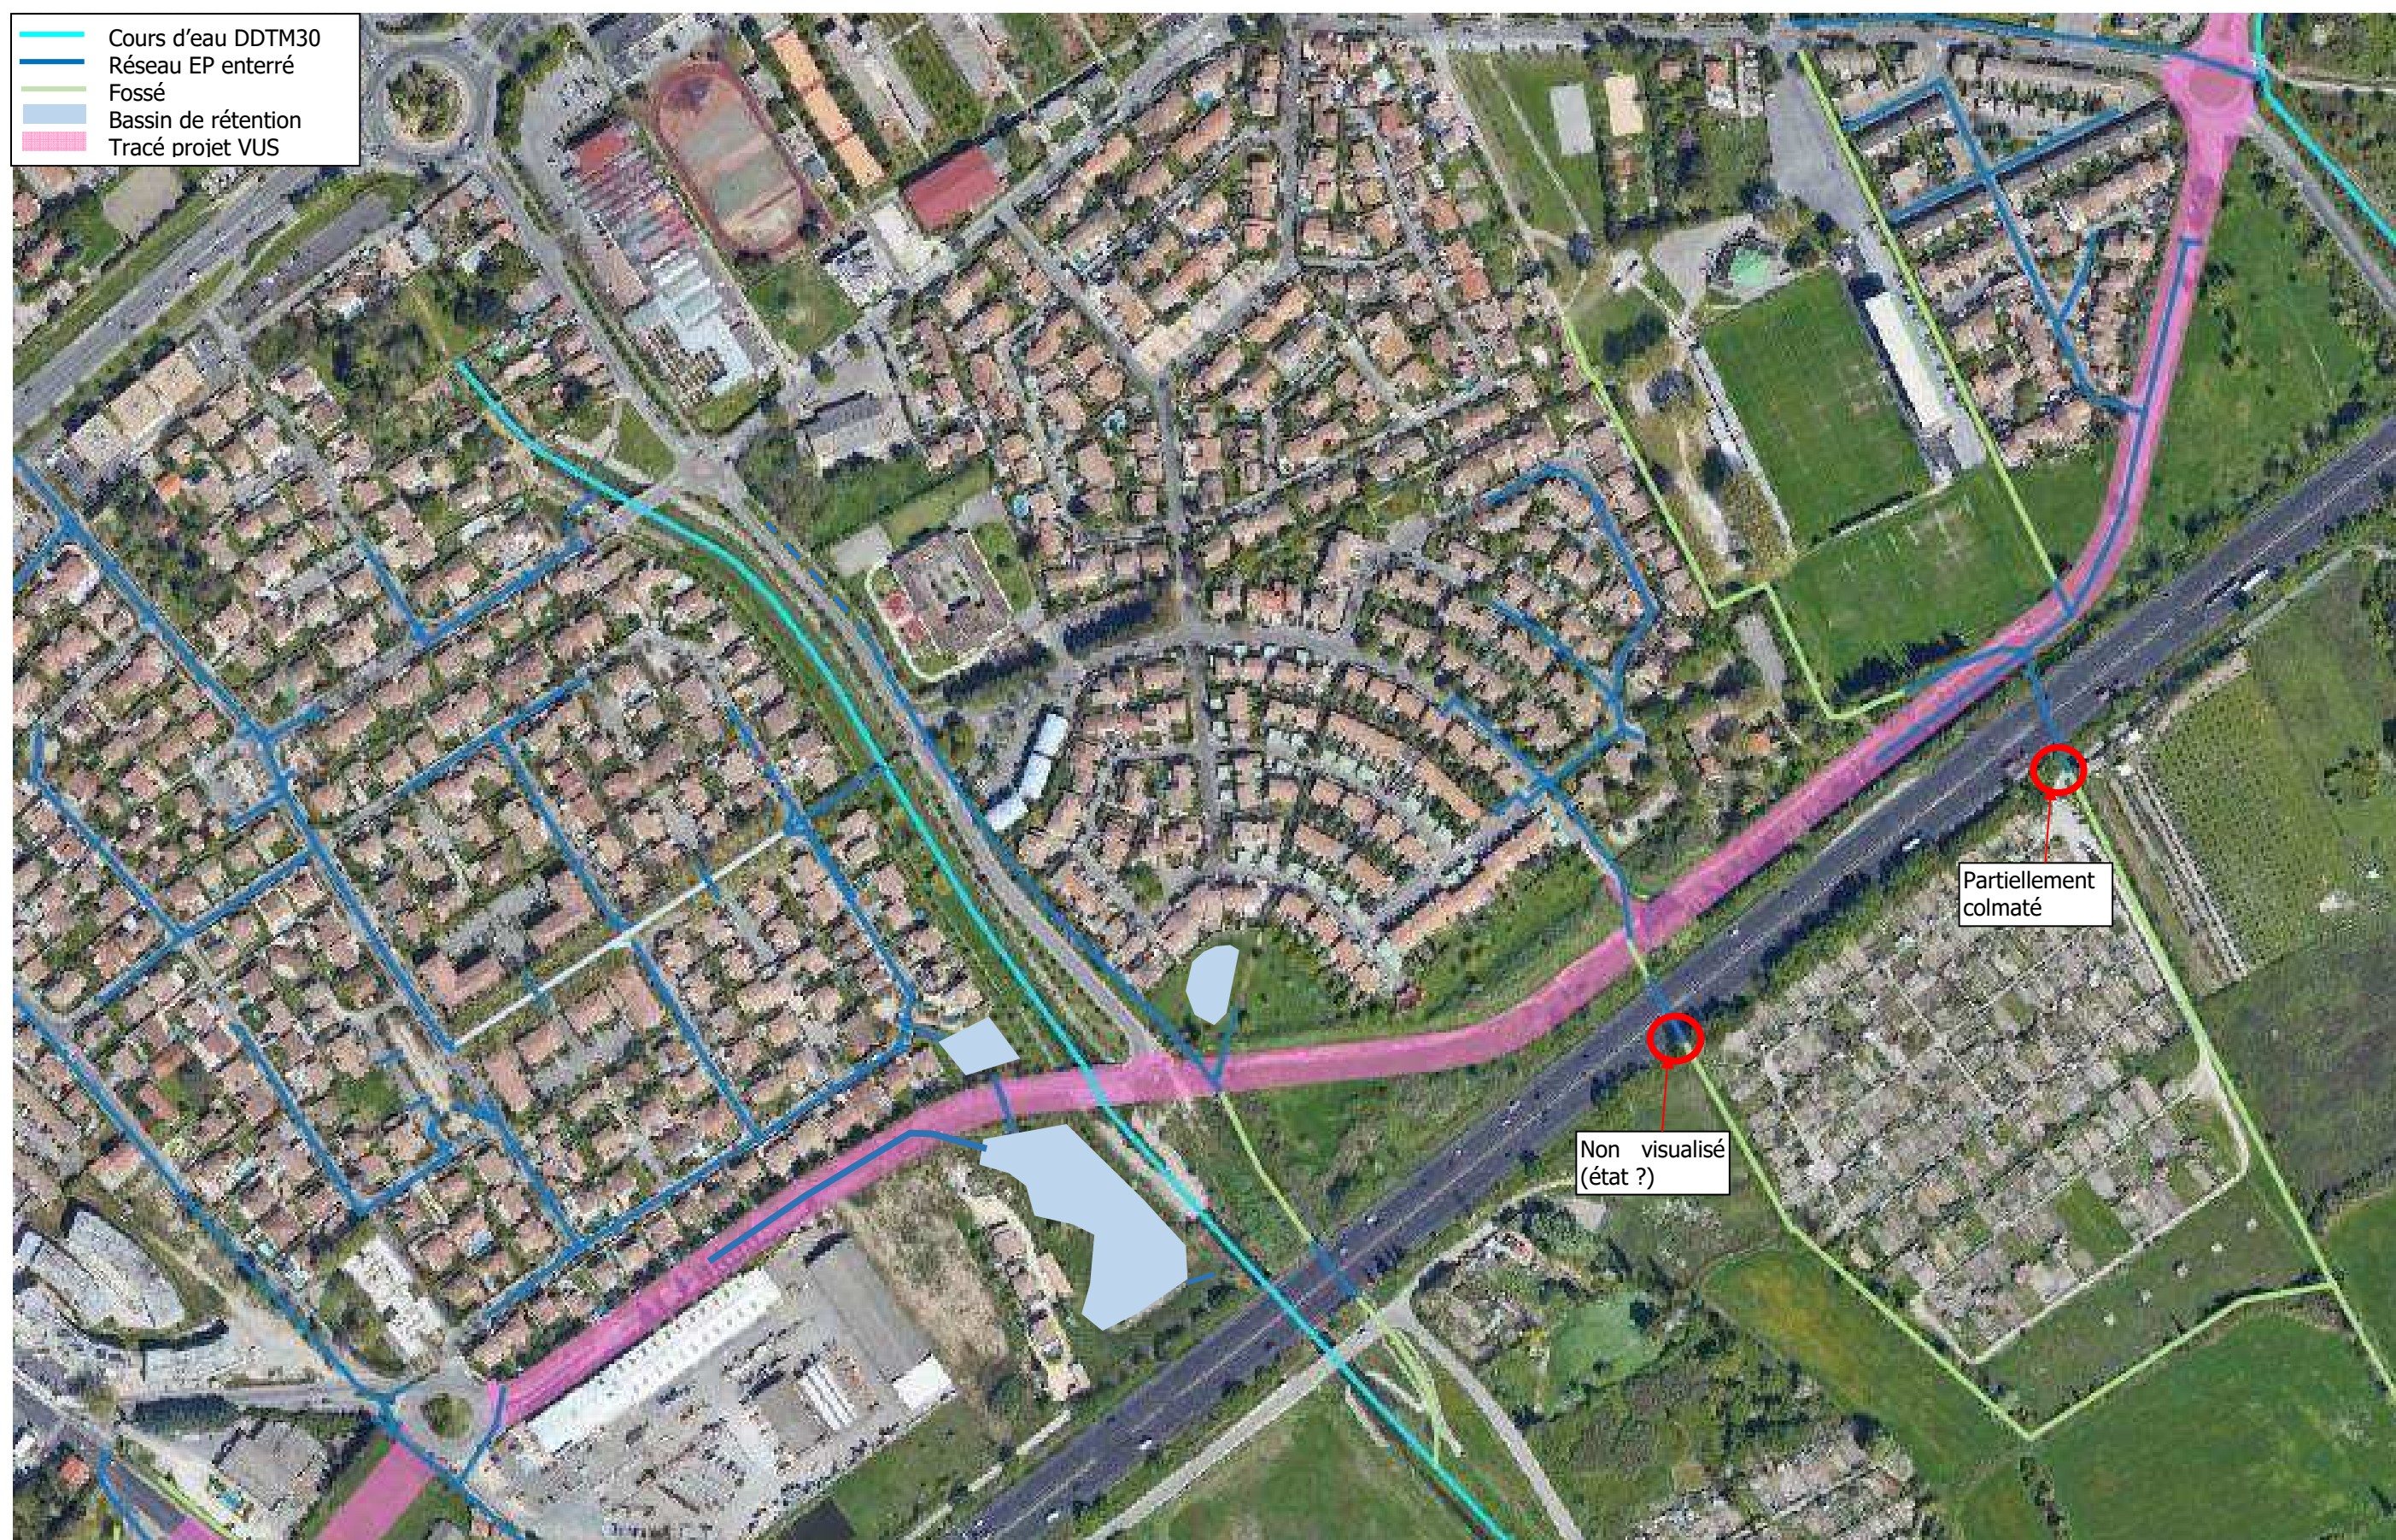 Cours d'eau DDTM30
Réseau EP enterré
Fossé
Bassin de rétention
Tracé projet VUS
Partiellement
colmaté
Non visualisé
(état ?)